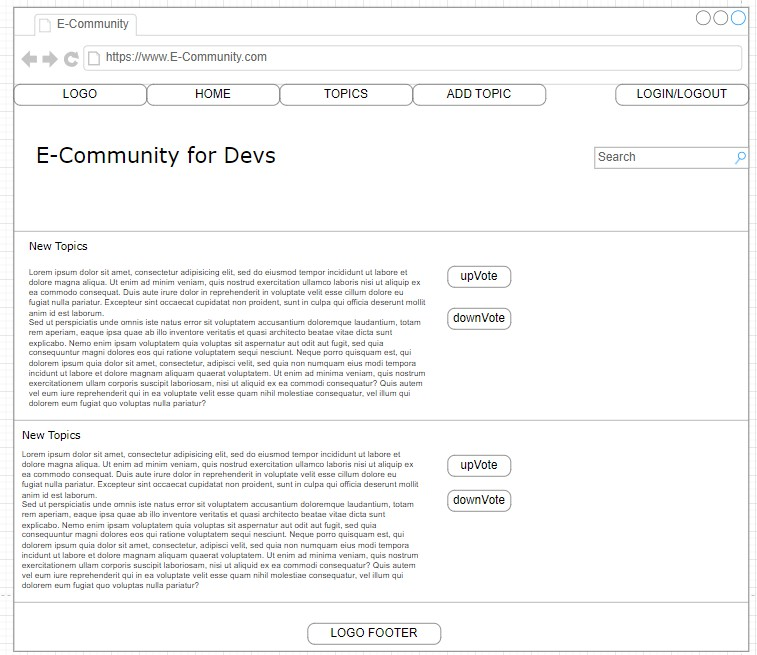 E-Community
https://www.E-Community.com
LOGO HOME TOPICS ADD TOPIC LOGIN/LOGOUT
E-Community for Devs
Search
New Topics
Lorem ipsum dolor sit amet, consectetur adipisicing elit, sed do eiusmod tempor incididunt ut labore et
dolore magna aliqua. Ut enim ad minim veniam, quis nostrud exercitation ullamco laboris nisi ut aliquip ex
ea commodo consequat. Duis aute irure dolor in reprehenderit in voluptate velit esse cillum dolore eu
fugiat nulla pariatur. Excepteur sint occaecat cupidatat non proident, sunt in culpa qui officia deserunt mollit
anim id est laborum.
Sed ut perspiciatis unde omnis iste natus error sit voluptatem accusantium doloremque laudantium, totam
rem aperiam, eaque ipsa quae ab illo inventore veritatis et quasi architecto beatae vitae dicta sunt
explicabo. Nemo enim ipsam voluptatem quia voluptas sit aspernatur aut odit aut fugit, sed quia
consequuntur magni dolores eos qui ratione voluptatem sequi nesciunt. Neque porro quisquam est, qui
dolorem ipsum quia dolor sit amet, consectetur, adipisci velit, sed quia non numquam eius modi tempora
incidunt ut labore et dolore magnam aliquam quaerat voluptatem. Ut enim ad minima veniam, quis nostrum
exercitationem ullam corporis suscipit laboriosam, nisi ut aliquid ex ea commodi consequatur? Quis autem
vel eum iure reprehenderit qui in ea voluptate velit esse quam nihil molestiae consequatur, vel illum qui
dolorem eum fugiat quo voluptas nulla pariatur?
upVote
downVote
New Topics
Lorem ipsum dolor sit amet, consectetur adipisicing elit, sed do eiusmod tempor incididunt ut labore et
dolore magna aliqua. Ut enim ad minim veniam, quis nostrud exercitation ullamco laboris nisi ut aliquip ex
ea commodo consequat. Duis aute irure dolor in reprehenderit in voluptate velit esse cillum dolore eu
fugiat nulla pariatur. Excepteur sint occaecat cupidatat non proident, sunt in culpa qui officia deserunt mollit
anim id est laborum.
Sed ut perspiciatis unde omnis iste natus error sit voluptatem accusantium doloremque laudantium, totam
rem aperiam, eaque ipsa quae ab illo inventore veritatis et quasi architecto beatae vitae dicta sunt
explicabo. Nemo enim ipsam voluptatem quia voluptas sit aspernatur aut odit aut fugit, sed quia
consequuntur magni dolores eos qui ratione voluptatem sequi nesciunt. Neque porro quisquam est, qui
dolorem ipsum quia dolor sit amet, consectetur, adipisci velit, sed quia non numquam eius modi tempora
incidunt ut labore et dolore magnam aliquam quaerat voluptatem. Ut enim ad minima veniam, quis nostrum
exercitationem ullam corporis suscipit laboriosam, nisi ut aliquid ex ea commodi consequatur? Quis autem
vel eum iure reprehenderit qui in ea voluptate velit esse quam nihil molestiae consequatur, vel illum qui
dolorem eum fugiat quo voluptas nulla pariatur?
upVote
downVote
LOGO FOOTER